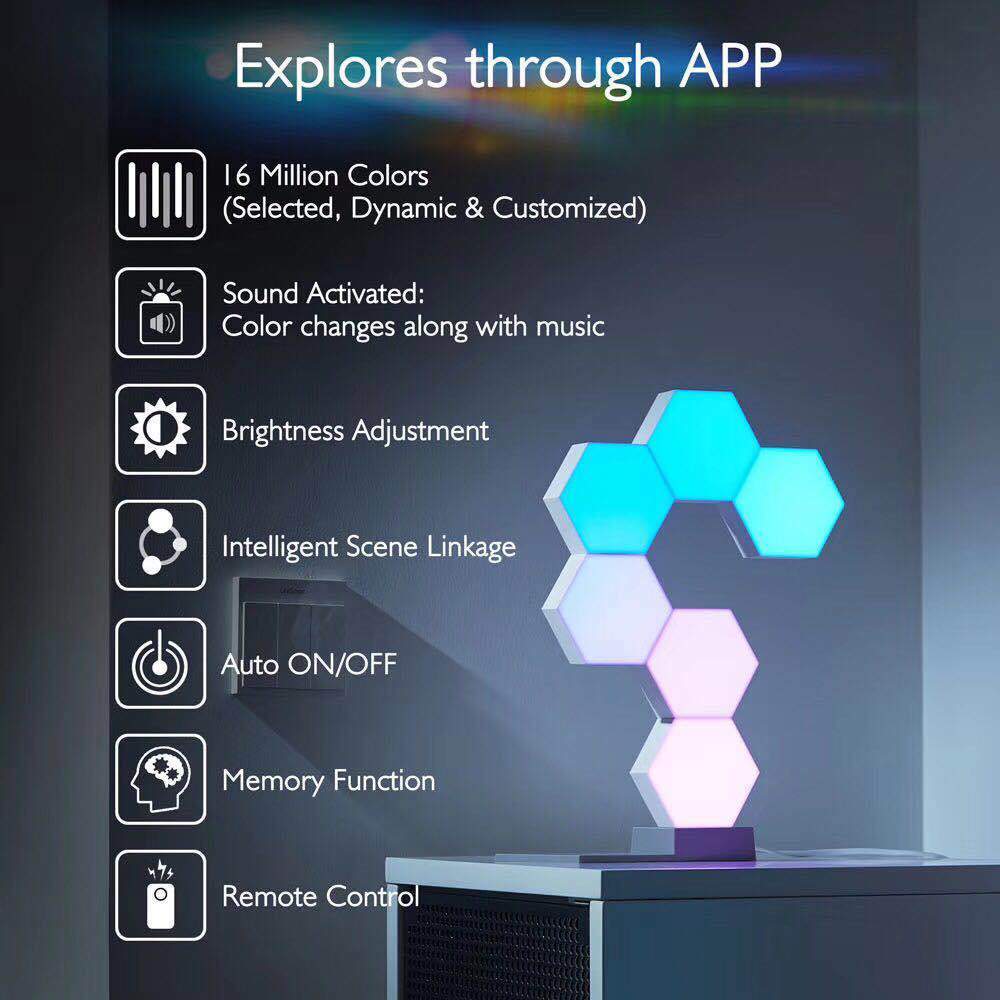 Explores through APP
16 Million Colors
(Selected, Dynamic & Customized)
Sound Activated:
Color changes along with music
Brightness Adjustment
Intelligent Scene Linkage
Auto ON/OFF
Memory Function
Remote Control